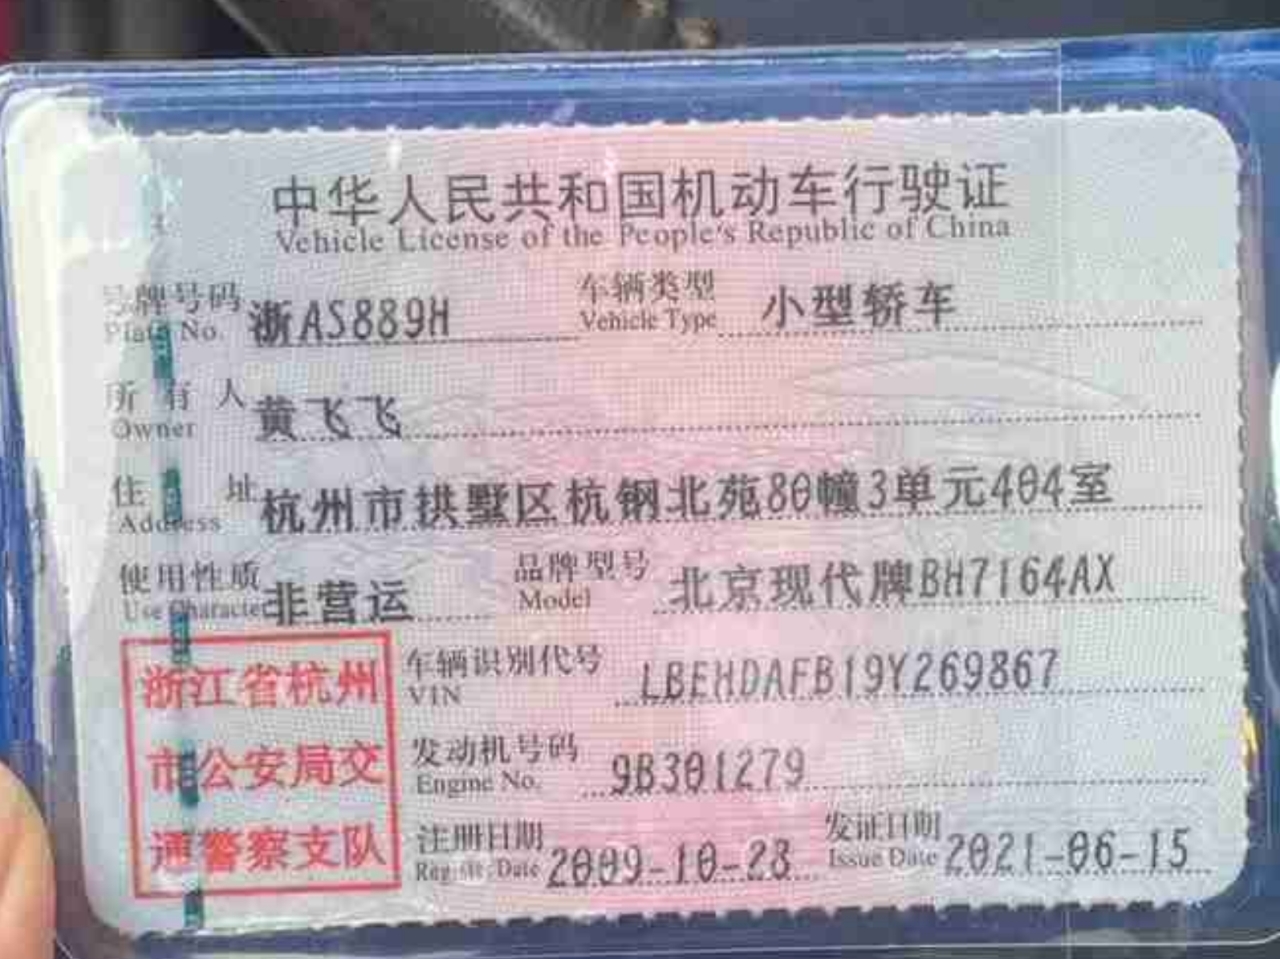 中华人民共和国机动车行驶证
Vehicle License of the People's Republic of China
号牌号码 浙AS889H 车辆类型 小型轿车
Plate No. Vehicle Type
所有人 黄飞飞
Owner
住址 杭州市拱墅区杭钢北苑80幢3单元404室
Address
使用性质 非营运 品牌型号 北京现代牌BH7164AX
Use Character Model
浙江省杭州
市公安局交
通警察支队
车辆识别代号 LBEHDAFB19Y269867
VIN
发动机号码 9B301279
Engine No.
注册日期 2009-10-28 发证日期 2021-06-15
Register Date Issue Date